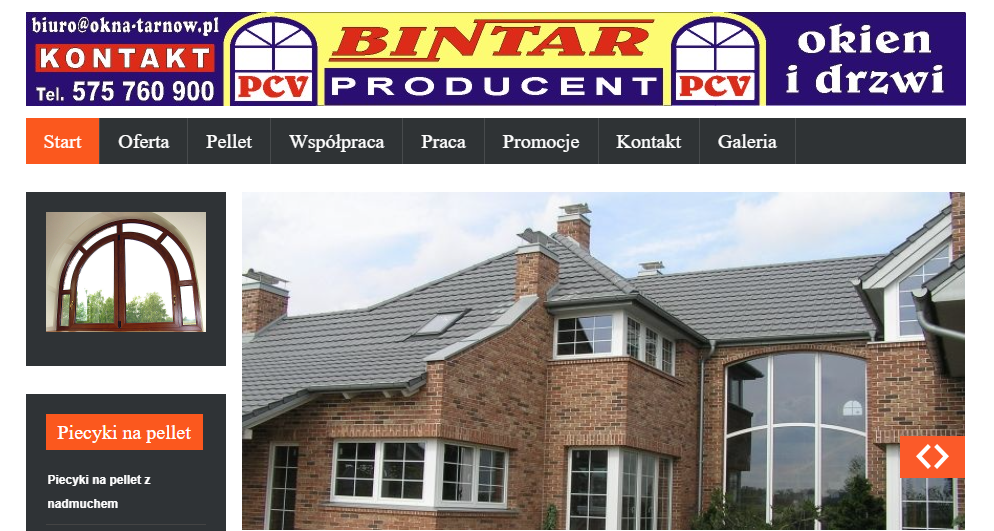 biuro@okna-tarnow.pl
KONTAKT
Tel. 575 760 900
PCV
BINTAR
PRODUCENT
PCV
okien
i drzwi
Start Oferta Pellet Współpraca Praca Promocje Kontakt Galeria
Piecyki na pellet
Piecyki na pellet z
nadmuchem